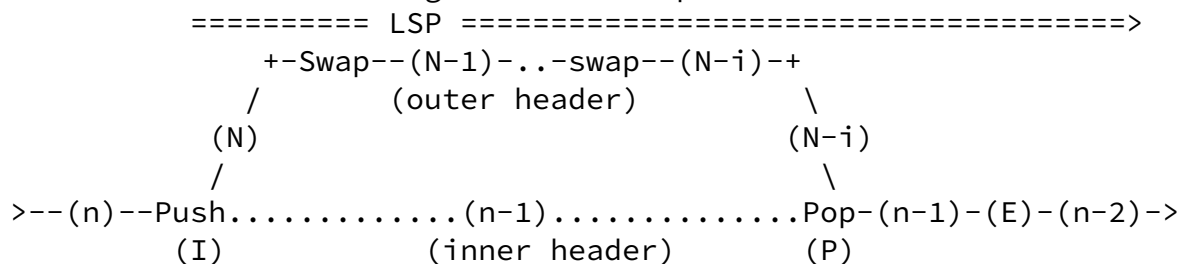 ========== LSP =====================================>
+-Swap--(N-1)-..-swap--(N-i)-+
/ (outer header) \
(N) (N-i)
/ \
>--(n)--Push.............(n-1)..............Pop-(n-1)-(E)-(n-2)->
(I) (inner header) (P)